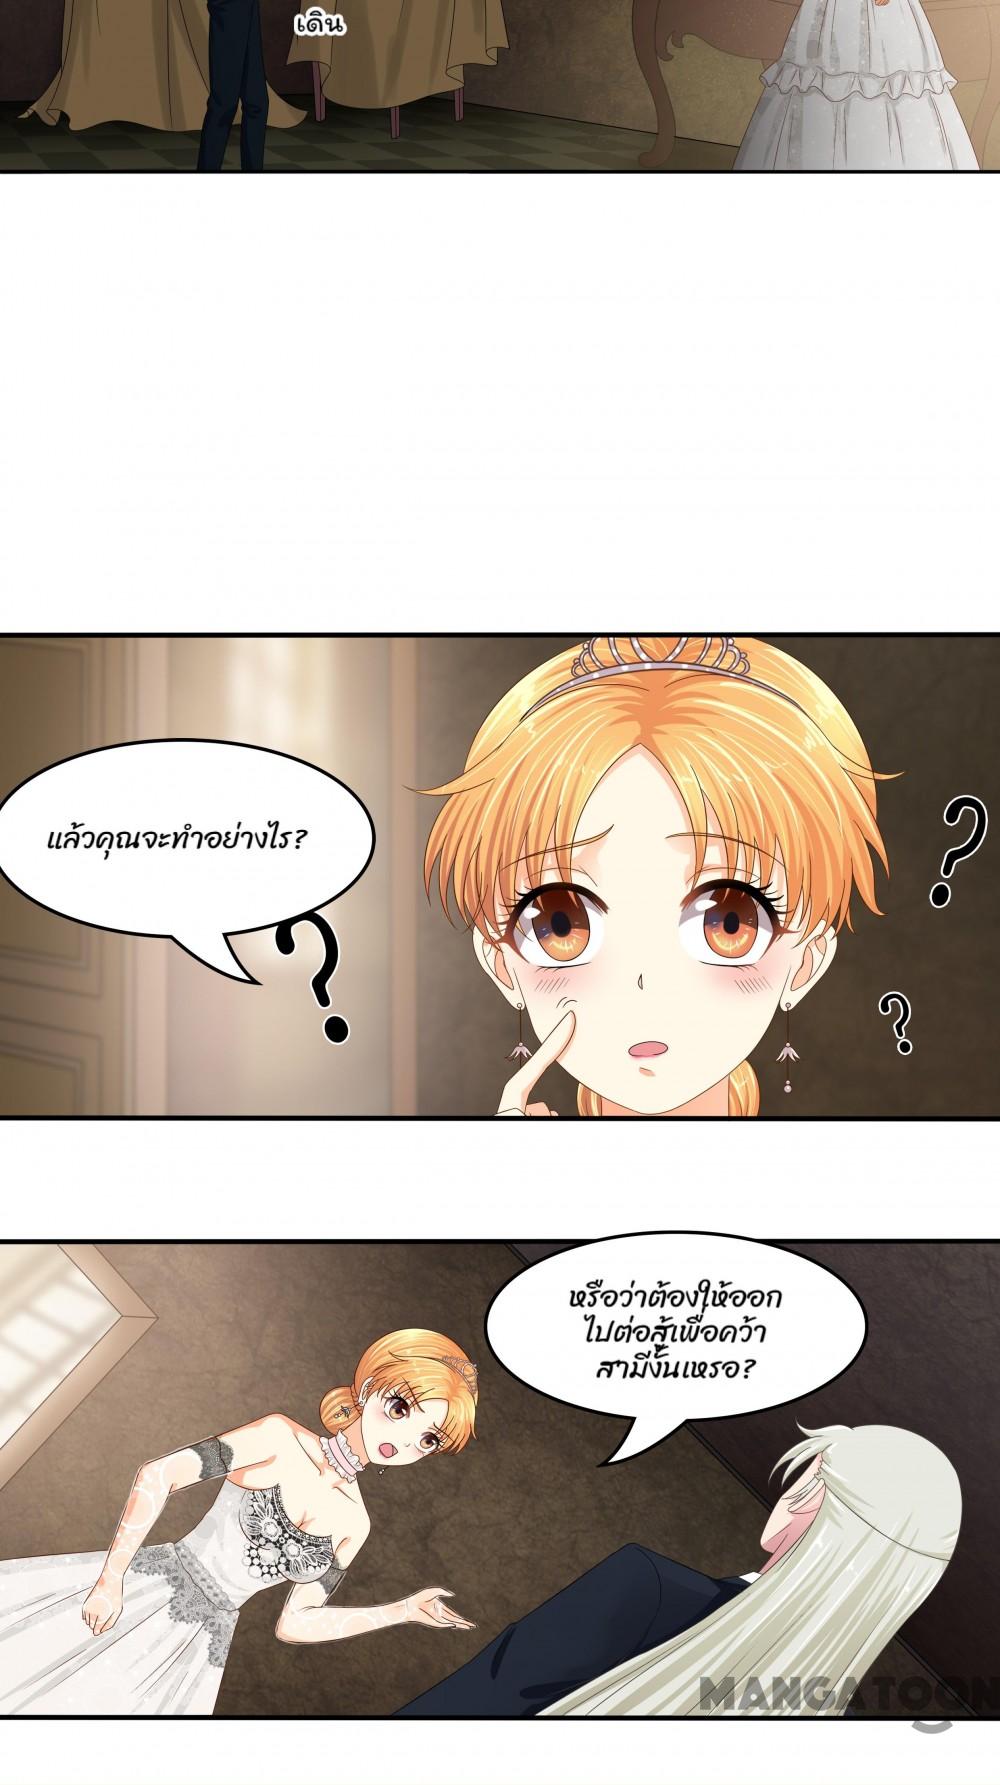 เดิน
แล้วคุณจะทำอย่างไร?
?
?
?
หรือว่าต้องให้ออก
ไปต่อสู้เพื่อคว้า
สามีงั้นเหรอ?
MANGATOON